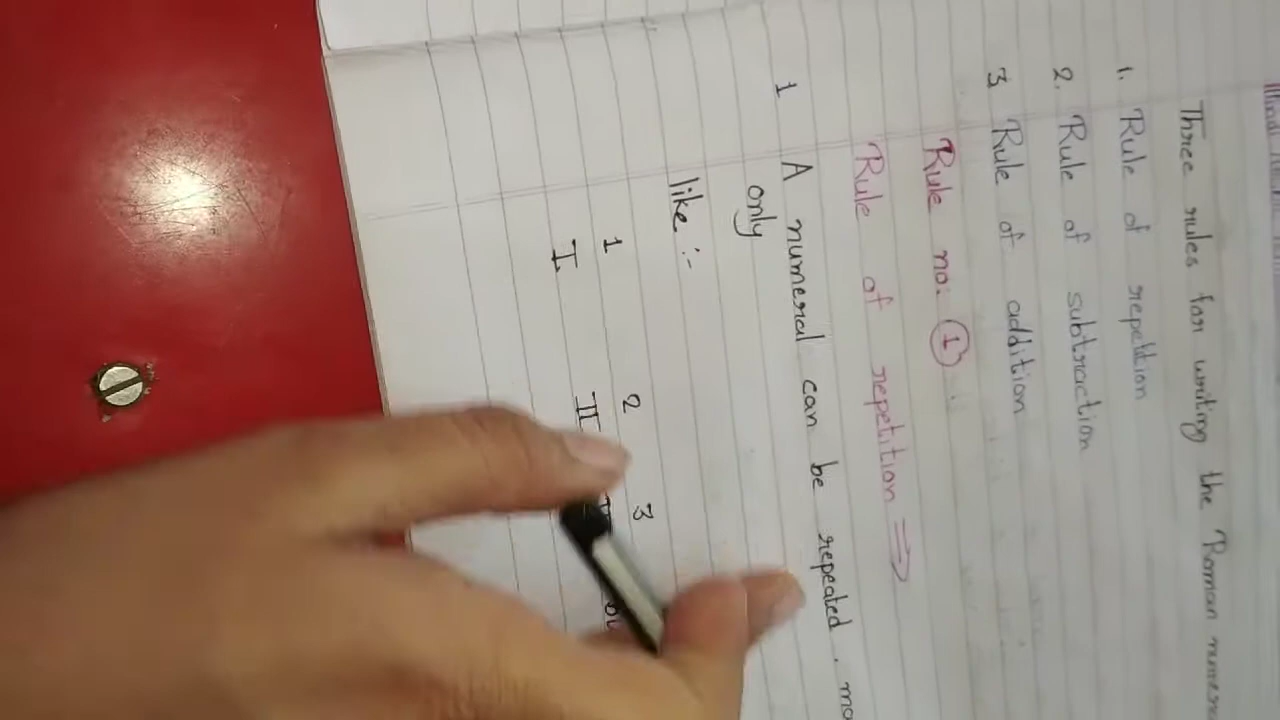 Three rules for writing the Roman
1. Rule of repetition
2. Rule of subtraction
3 Rule of addition
Rule no: ①
Rule of repetition ⇒
1 A numeral can be repeated
only
like :-
1 2 3
I II